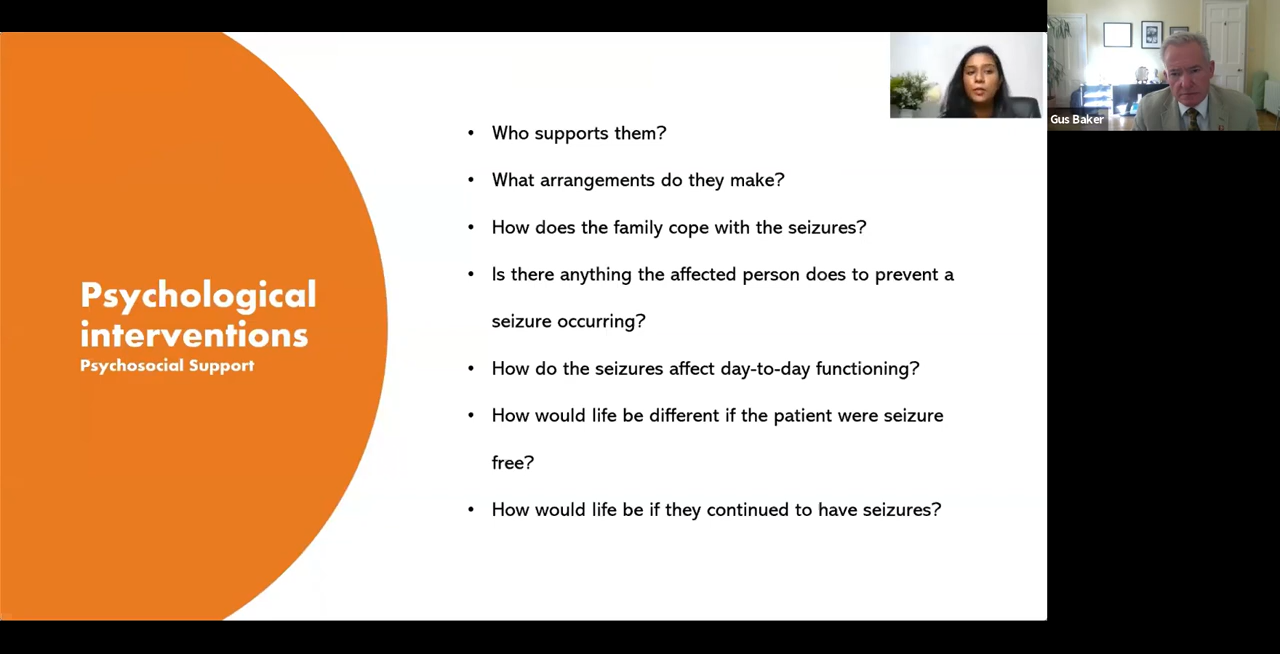 Psychological
interventions
Psychosocial Support
• Who supports them?
• What arrangements do they make?
• How does the family cope with the seizures?
• Is there anything the affected person does to prevent a
seizure occurring?
• How do the seizures affect day-to-day functioning?
• How would life be different if the patient were seizure
free?
• How would life be if they continued to have seizures?
Gus Baker